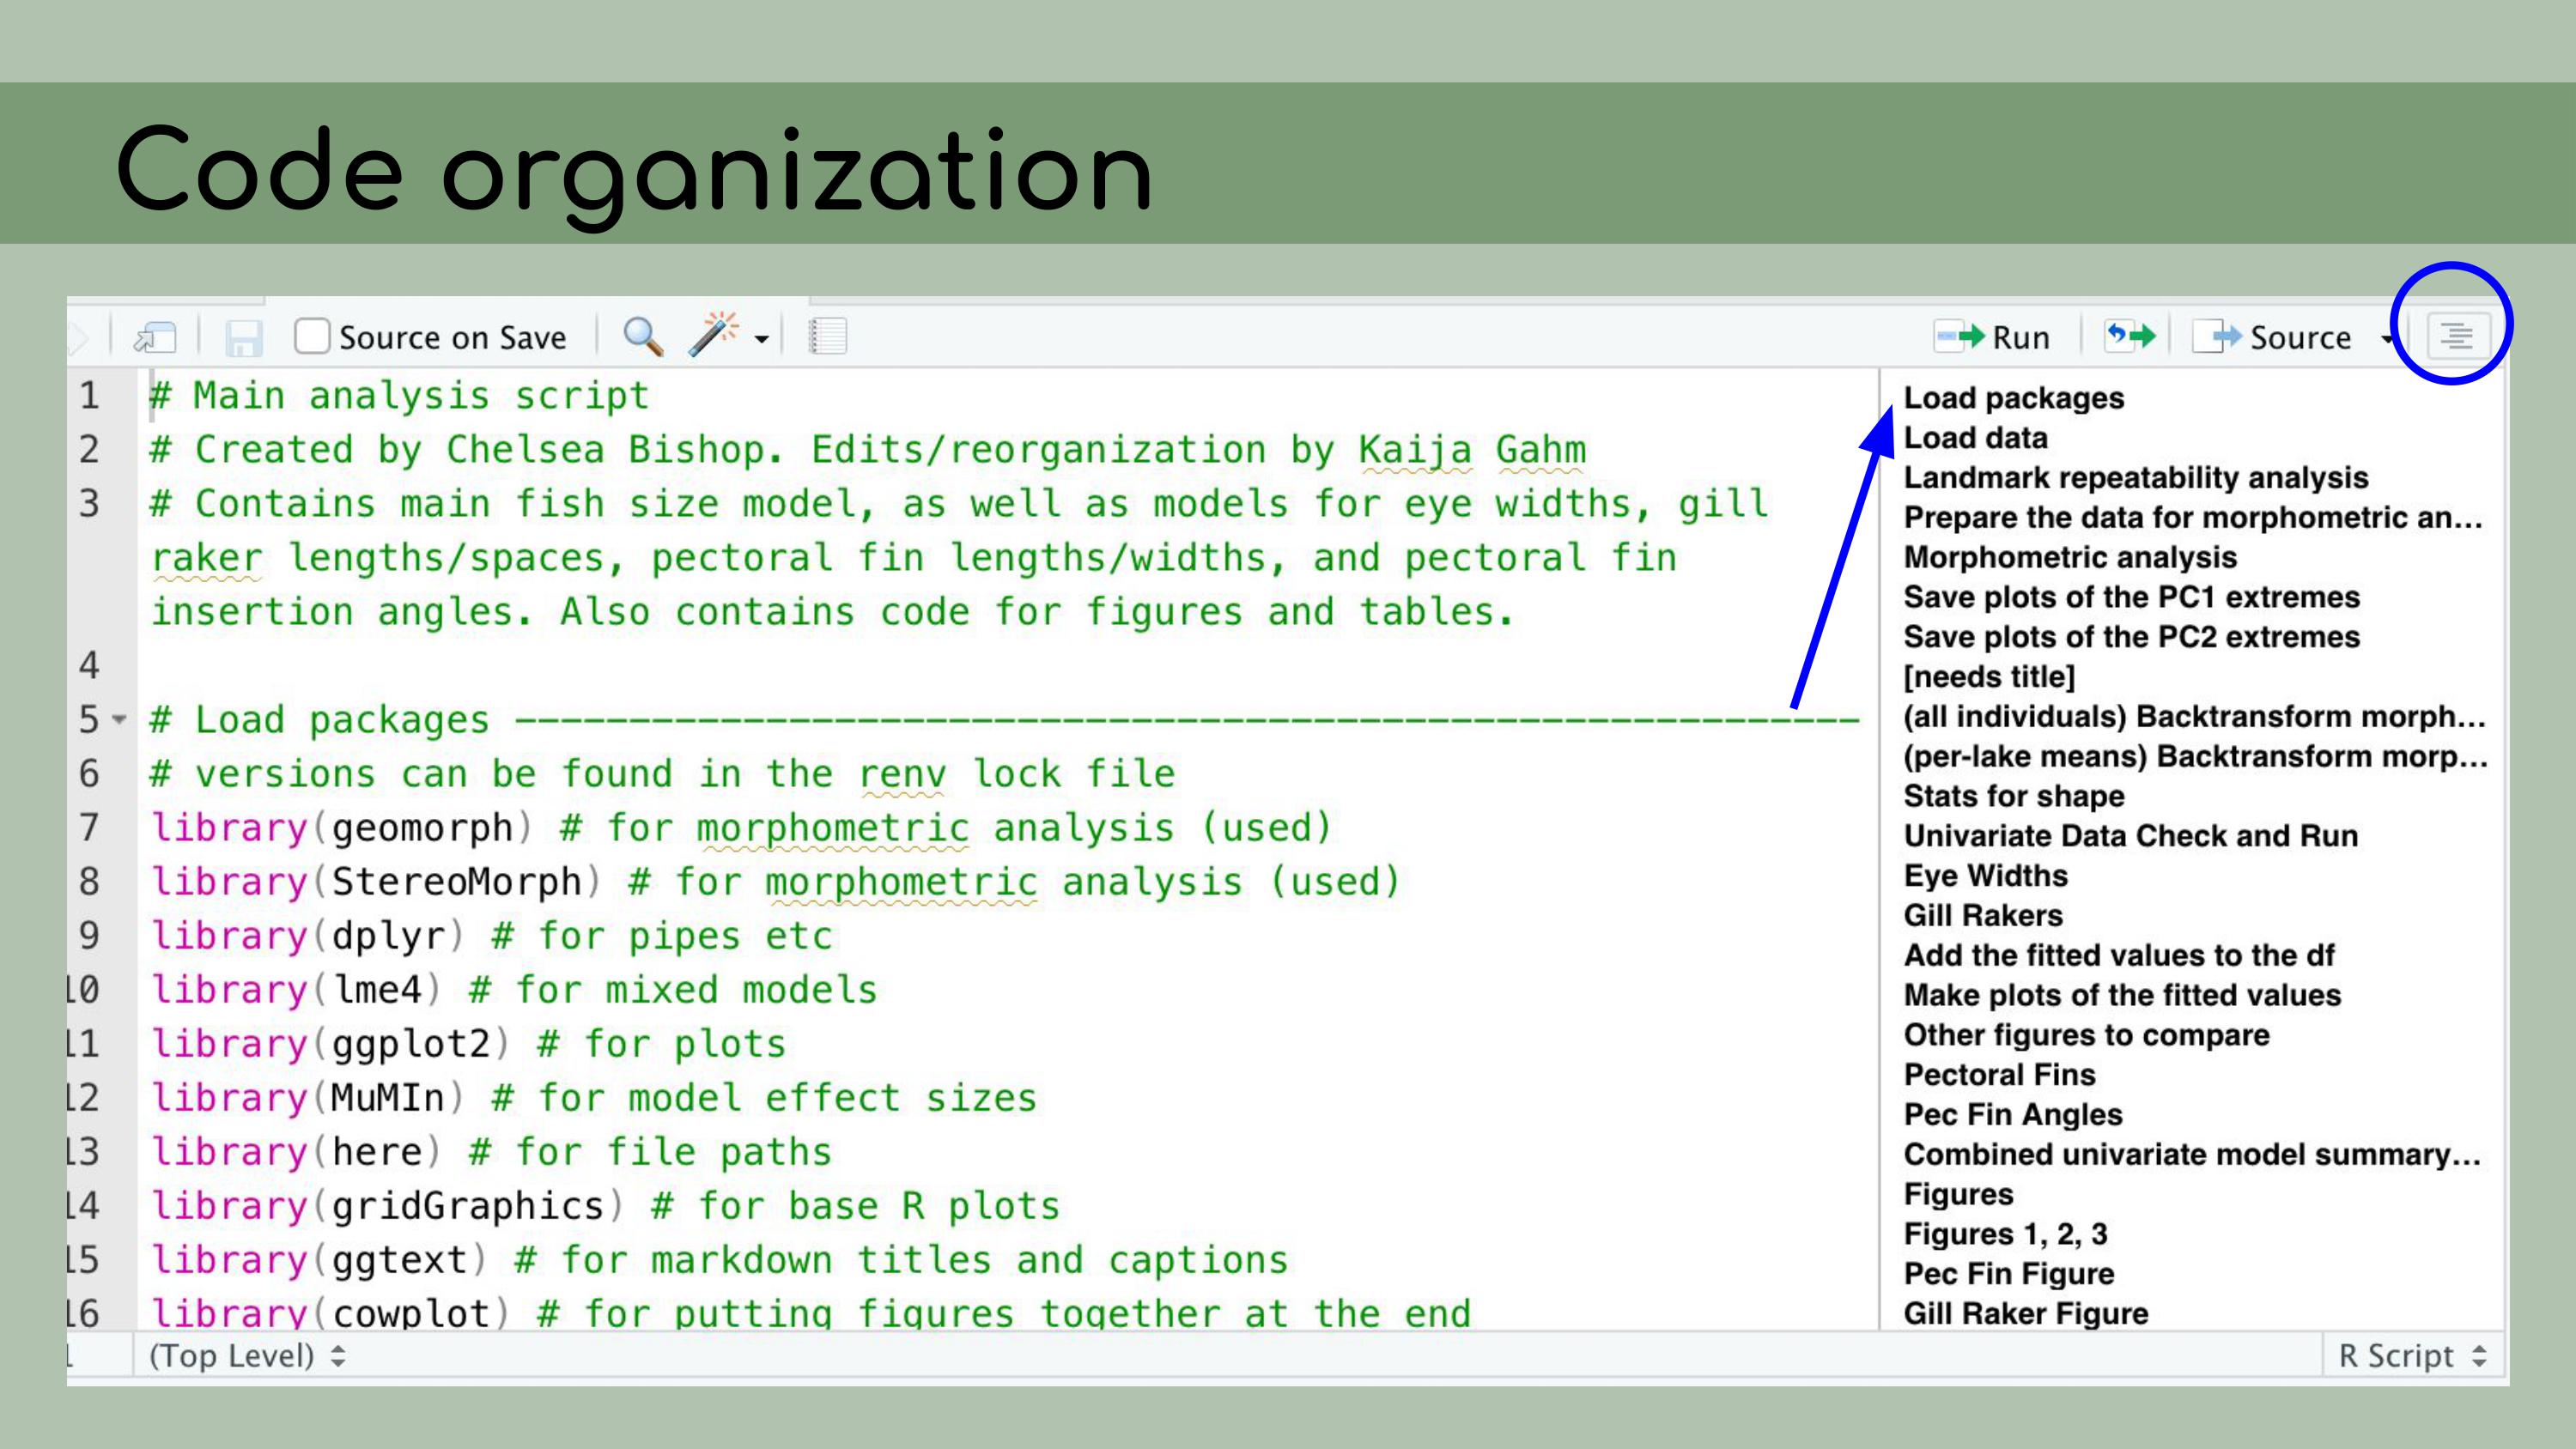 Code organization
Source on Save
Run
Source
1 # Main analysis script
2 # Created by Chelsea Bishop. Edits/reorganization by Kaija Gahm
3 # Contains main fish size model, as well as models for eye widths, gill
raker lengths/spaces, pectoral fin lengths/widths, and pectoral fin
insertion angles. Also contains code for figures and tables.
4
5 # Load packages -----------------------------------------------------------
6 # versions can be found in the renv lock file
7 library(geomorph) # for morphometric analysis (used)
8 library(StereoMorph) # for morphometric analysis (used)
9 library(dplyr) # for pipes etc
10 library(lme4) # for mixed models
11 library(ggplot2) # for plots
12 library(MuMIn) # for model effect sizes
13 library(here) # for file paths
14 library(gridGraphics) # for base R plots
15 library(ggtext) # for markdown titles and captions
16 library(cowplot) # for putting figures together at the end
Load packages
Load data
Landmark repeatability analysis
Prepare the data for morphometric an...
Morphometric analysis
Save plots of the PC1 extremes
Save plots of the PC2 extremes
[needs title]
(all individuals) Backtransform morph...
(per-lake means) Backtransform morp...
Stats for shape
Univariate Data Check and Run
Eye Widths
Gill Rakers
Add the fitted values to the df
Make plots of the fitted values
Other figures to compare
Pectoral Fins
Pec Fin Angles
Combined univariate model summary...
Figures
Figures 1, 2, 3
Pec Fin Figure
Gill Raker Figure
(Top Level)
R Script